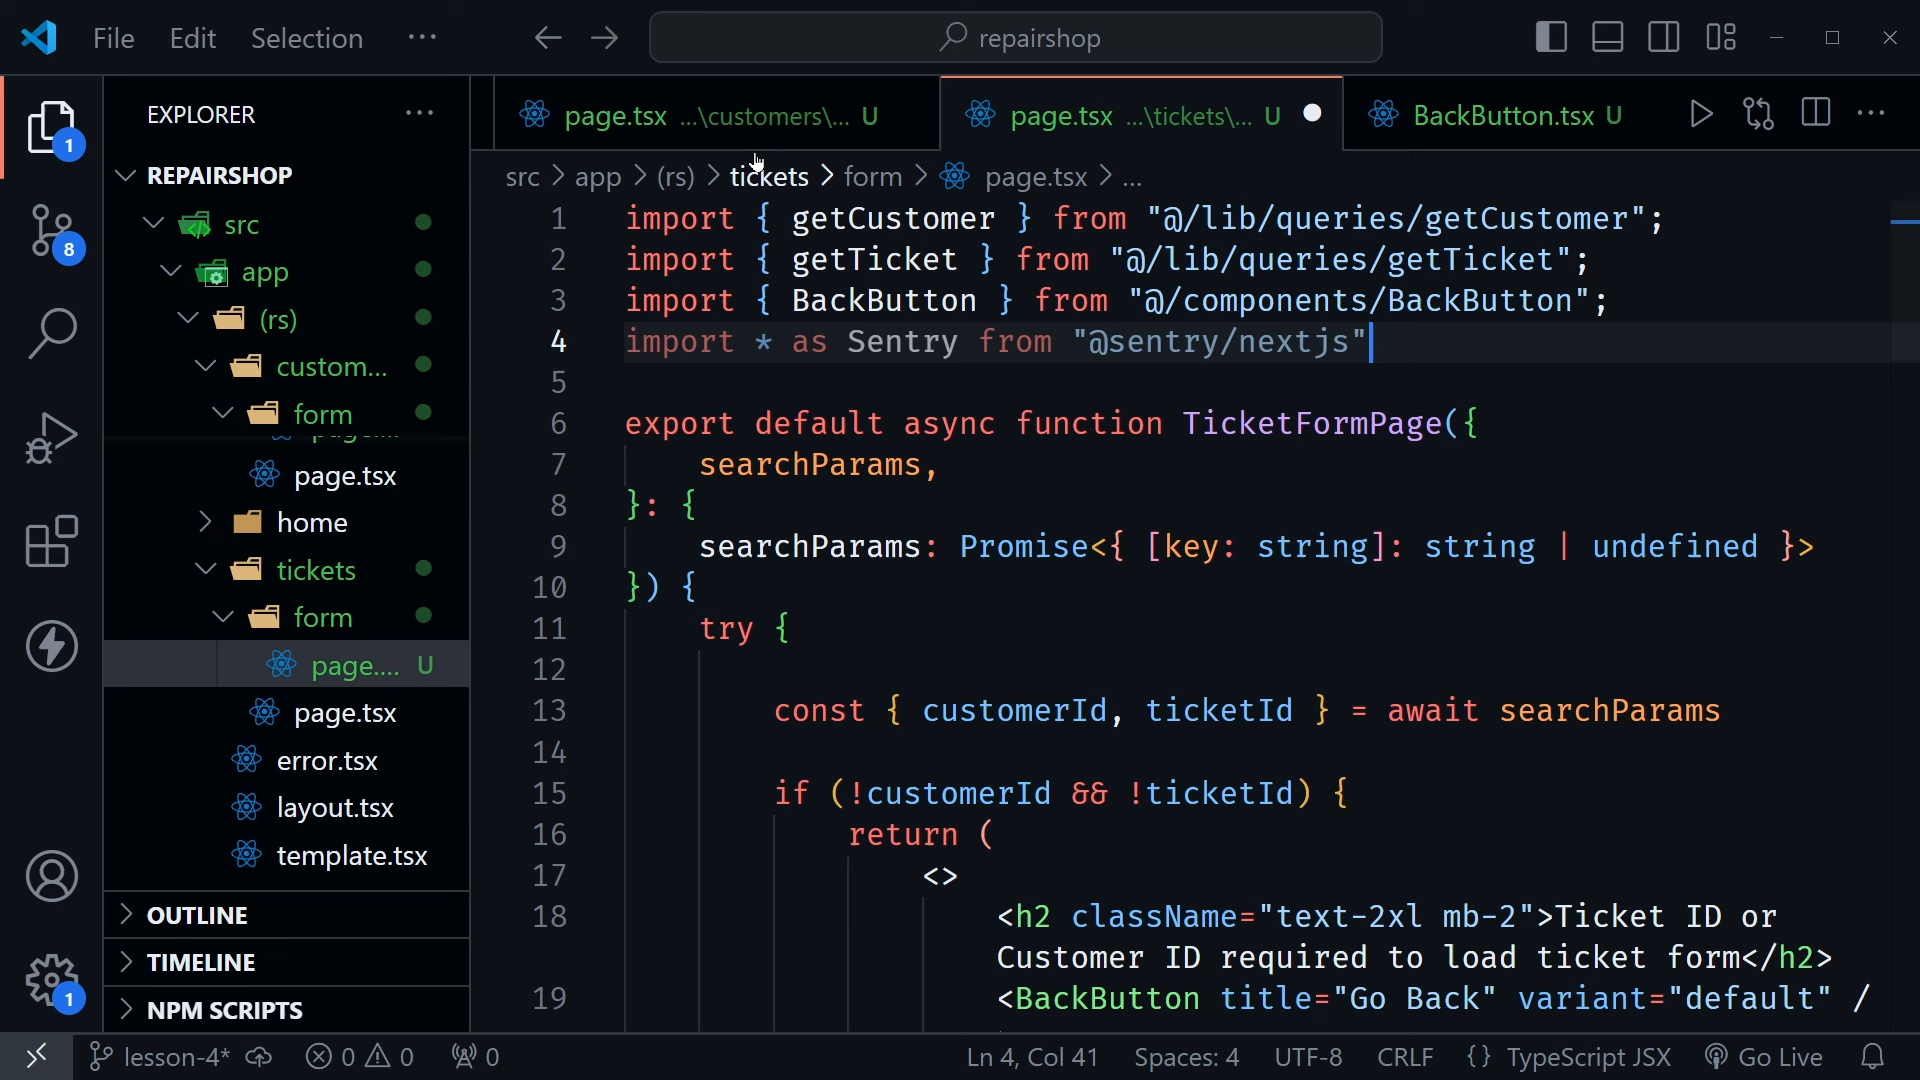 File Edit Selection ···
repairshop
EXPLORER ···
REPAIRSHOP
src
app
(rs)
custom...
form
page.tsx
home
tickets
form
page.... U
page.tsx
error.tsx
layout.tsx
template.tsx
OUTLINE
TIMELINE
NPM SCRIPTS
1
8
1
page.tsx ...\customers\... U
page.tsx ...\tickets\... U
BackButton.tsx U
src > app > (rs) > tickets > form > page.tsx > ...
1 import { getCustomer } from "@/lib/queries/getCustomer";
2 import { getTicket } from "@/lib/queries/getTicket";
3 import { BackButton } from "@/components/BackButton";
4 import * as Sentry from "@sentry/nextjs"
5
6 export default async function TicketFormPage({
7 searchParams,
8 }: {
9 searchParams: Promise<{ [key: string]: string | undefined }>
10 }) {
11 try {
12
13 const { customerId, ticketId } = await searchParams
14
15 if (!customerId && !ticketId) {
16 return (
17 <>
18 <h2 className="text-2xl mb-2">Ticket ID or
Customer ID required to load ticket form</h2>
19 <BackButton title="Go Back" variant="default" /
lesson-4* 0 0 0 Ln 4, Col 41 Spaces: 4 UTF-8 CRLF {} TypeScript JSX Go Live